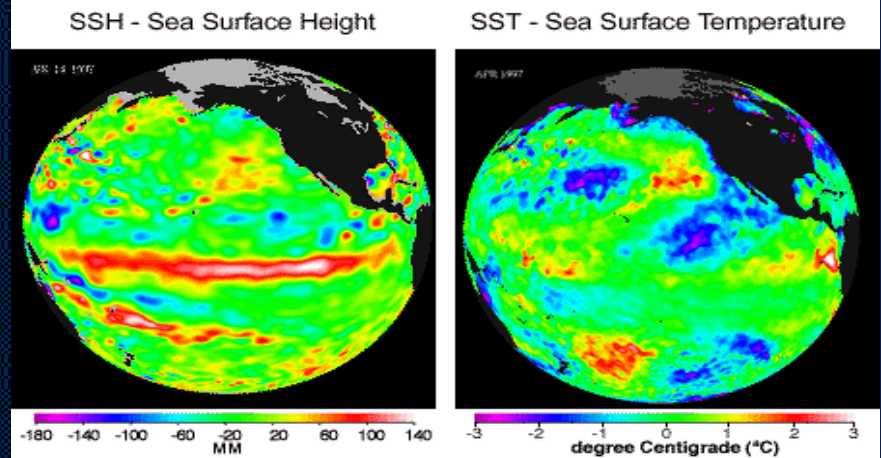 SSH - Sea Surface Height
SST - Sea Surface Temperature
1997
APR 1997
-180 -140 -100 -60 -20 20 60 100 140
MM
-3 -2 -1 0 1 2 3
degree Centigrade (°C)